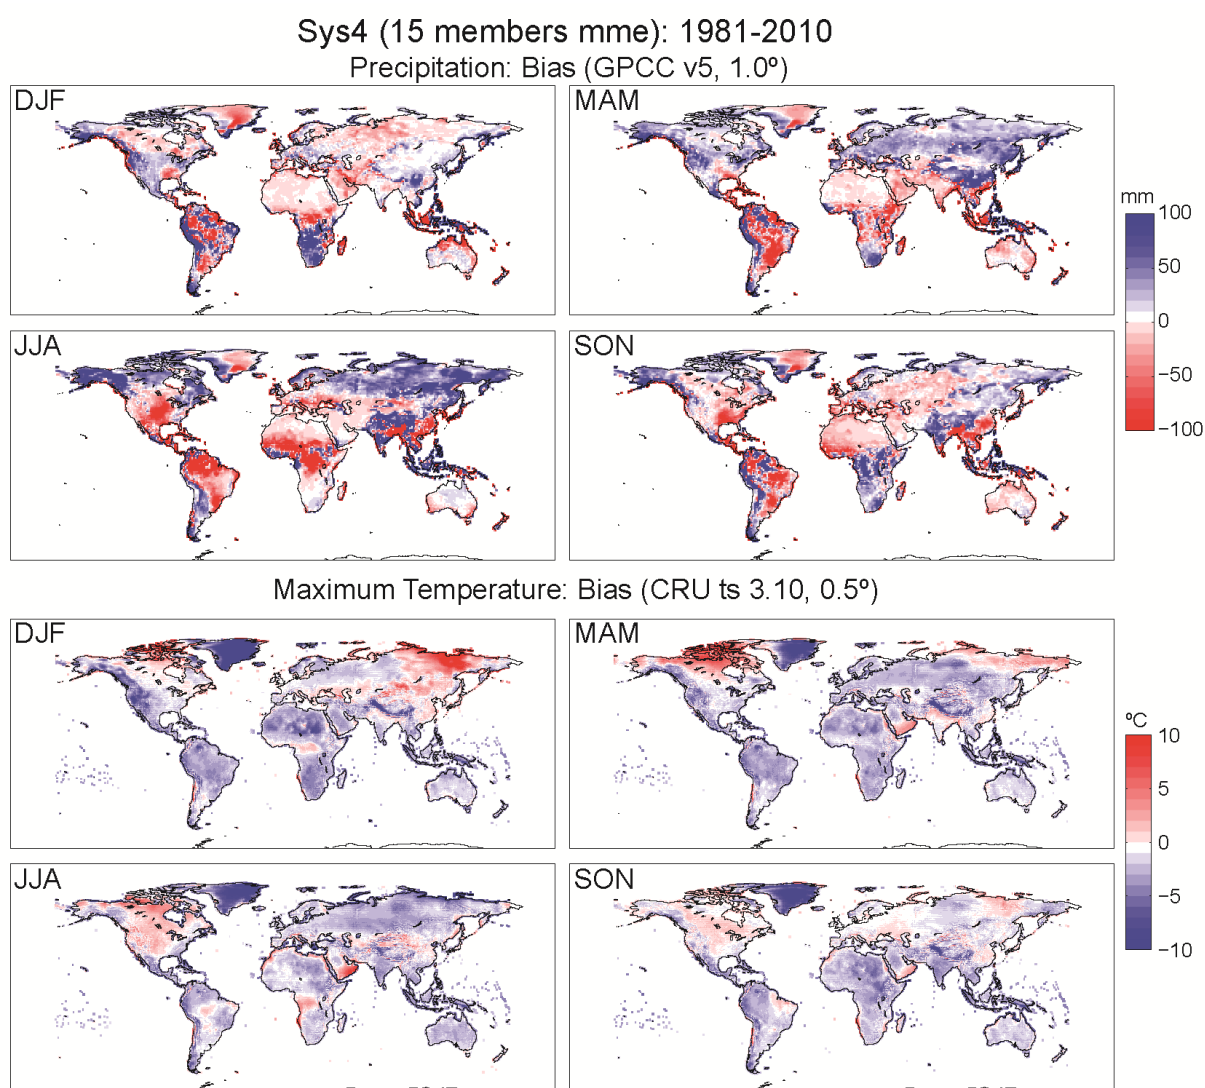 Sys4 (15 members mme): 1981-2010
Precipitation: Bias (GPCC v5, 1.0º)
DJF
MAM
mm
100
50
0
−50
−100
JJA
SON
Maximum Temperature: Bias (CRU ts 3.10, 0.5º)
DJF
MAM
ºC
10
5
0
−5
−10
JJA
SON